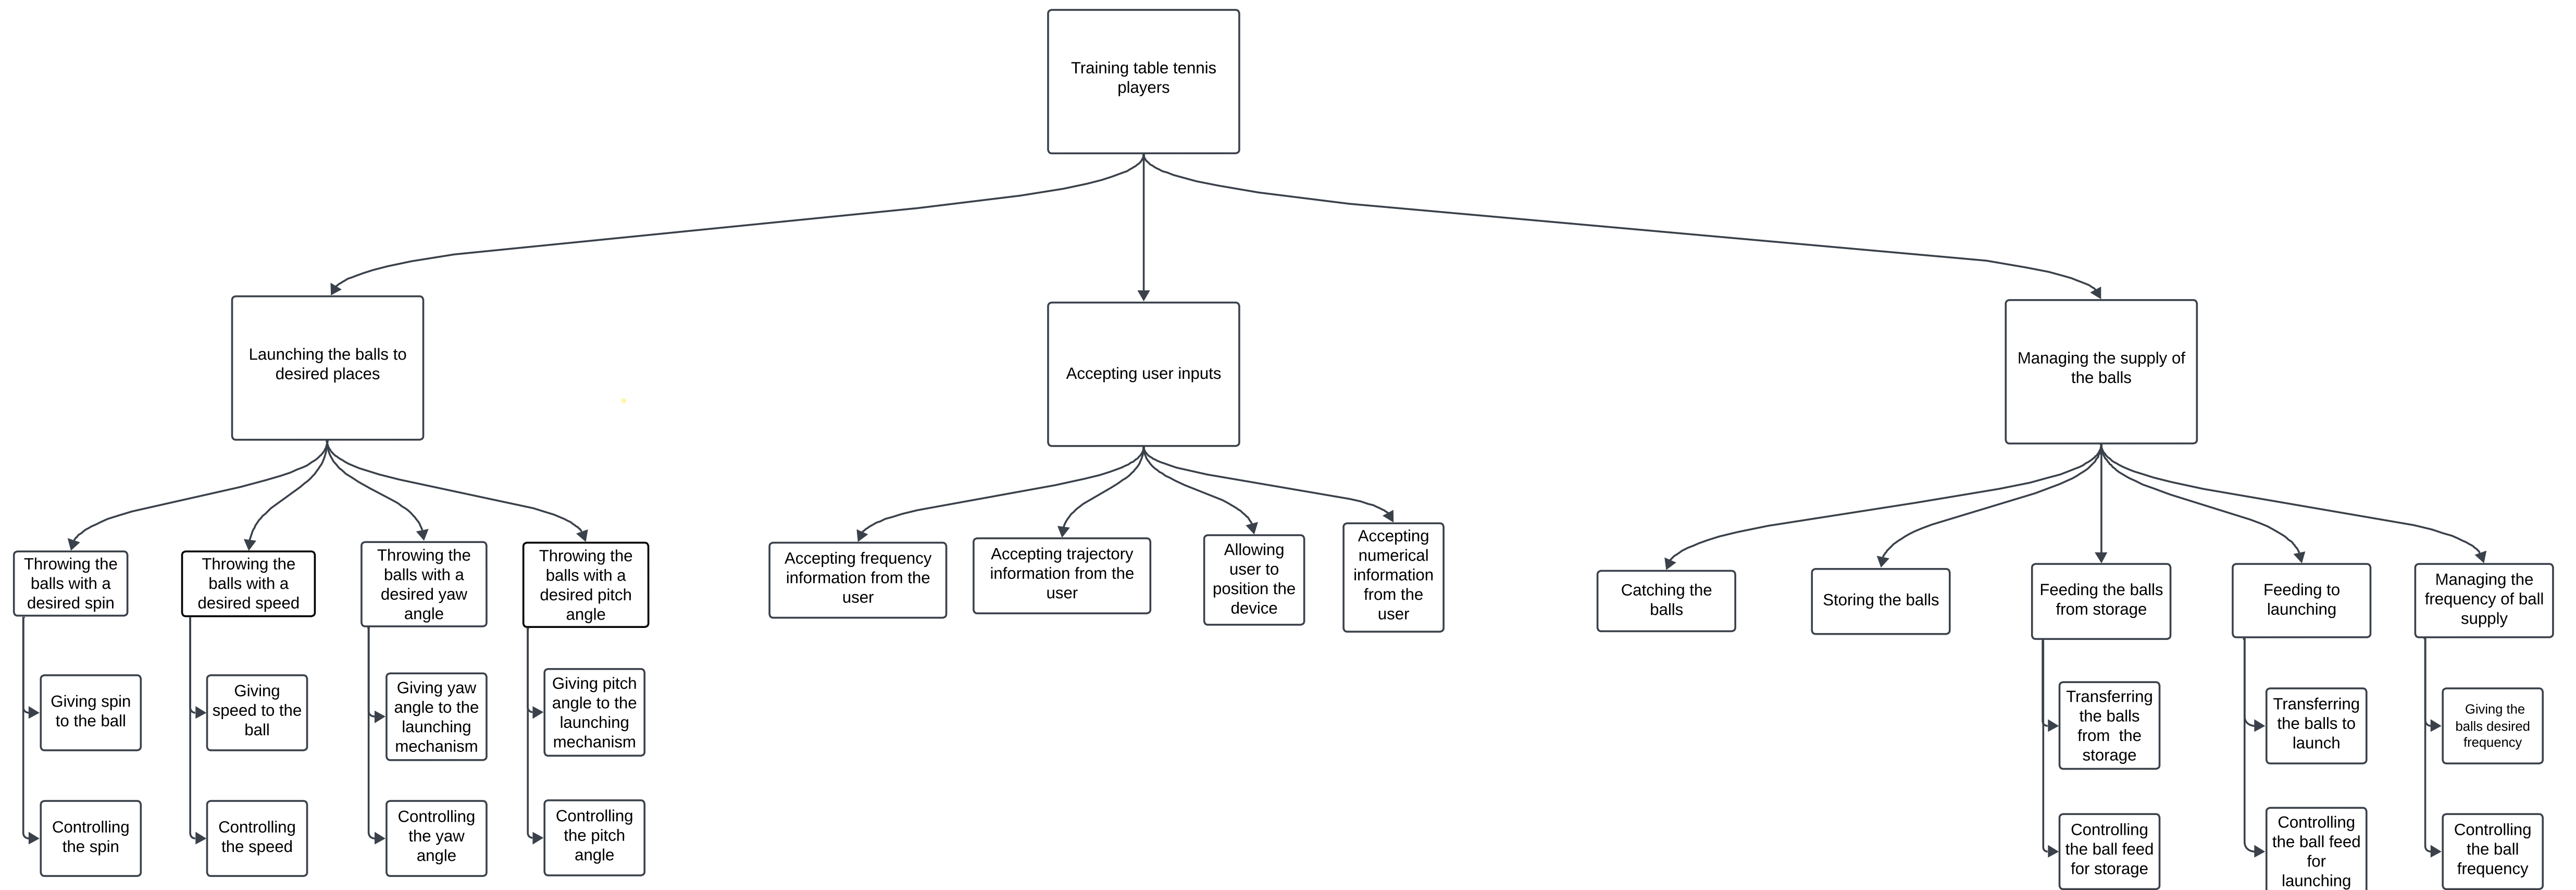 Training table tennis
players
Launching the balls to
desired places
Accepting user inputs
Managing the supply of
the balls
Throwing the
balls with a
desired spin
Throwing the
balls with a
desired speed
Throwing the
balls with a
desired yaw
angle
Throwing the
balls with a
desired pitch
angle
Accepting frequency
information from the
user
Accepting trajectory
information from the
user
Allowing
user to
position the
device
Accepting
numerical
information
from the
user
Catching the
balls
Storing the balls
Feeding the balls
from storage
Feeding to
launching
Managing the
frequency of ball
supply
Giving spin
to the ball
Giving
speed to the
ball
Giving yaw
angle to the
launching
mechanism
Giving pitch
angle to the
launching
mechanism
Transferring
the balls
from  the
storage
Transferring
the balls to
launch
Giving the
balls desired
frequency
Controlling
the spin
Controlling
the speed
Controlling
the yaw
angle
Controlling
the pitch
angle
Controlling
the ball feed
for storage
Controlling
the ball feed
for
launching
Controlling
the ball
frequency